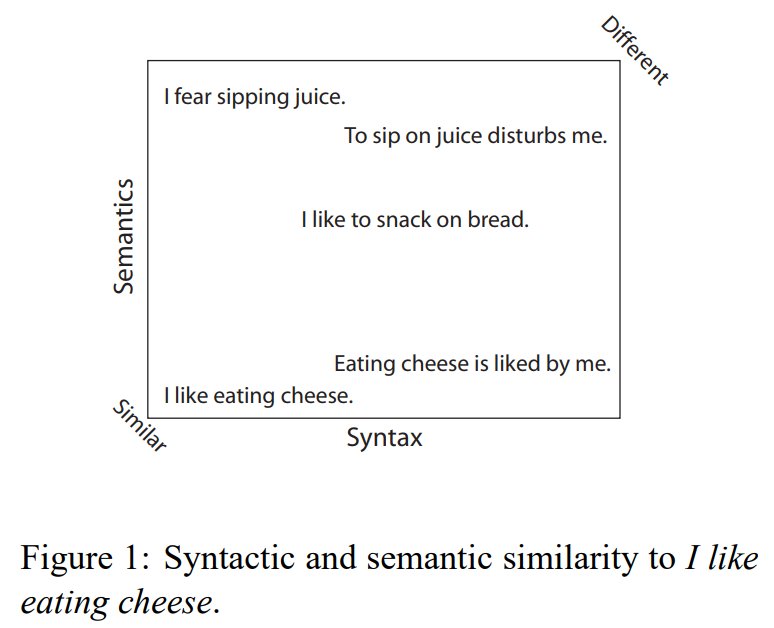 Different
I fear sipping juice.
To sip on juice disturbs me.
Semantics
I like to snack on bread.
Eating cheese is liked by me.
I like eating cheese.
Similar
Syntax
Figure 1: Syntactic and semantic similarity to I like
eating cheese.